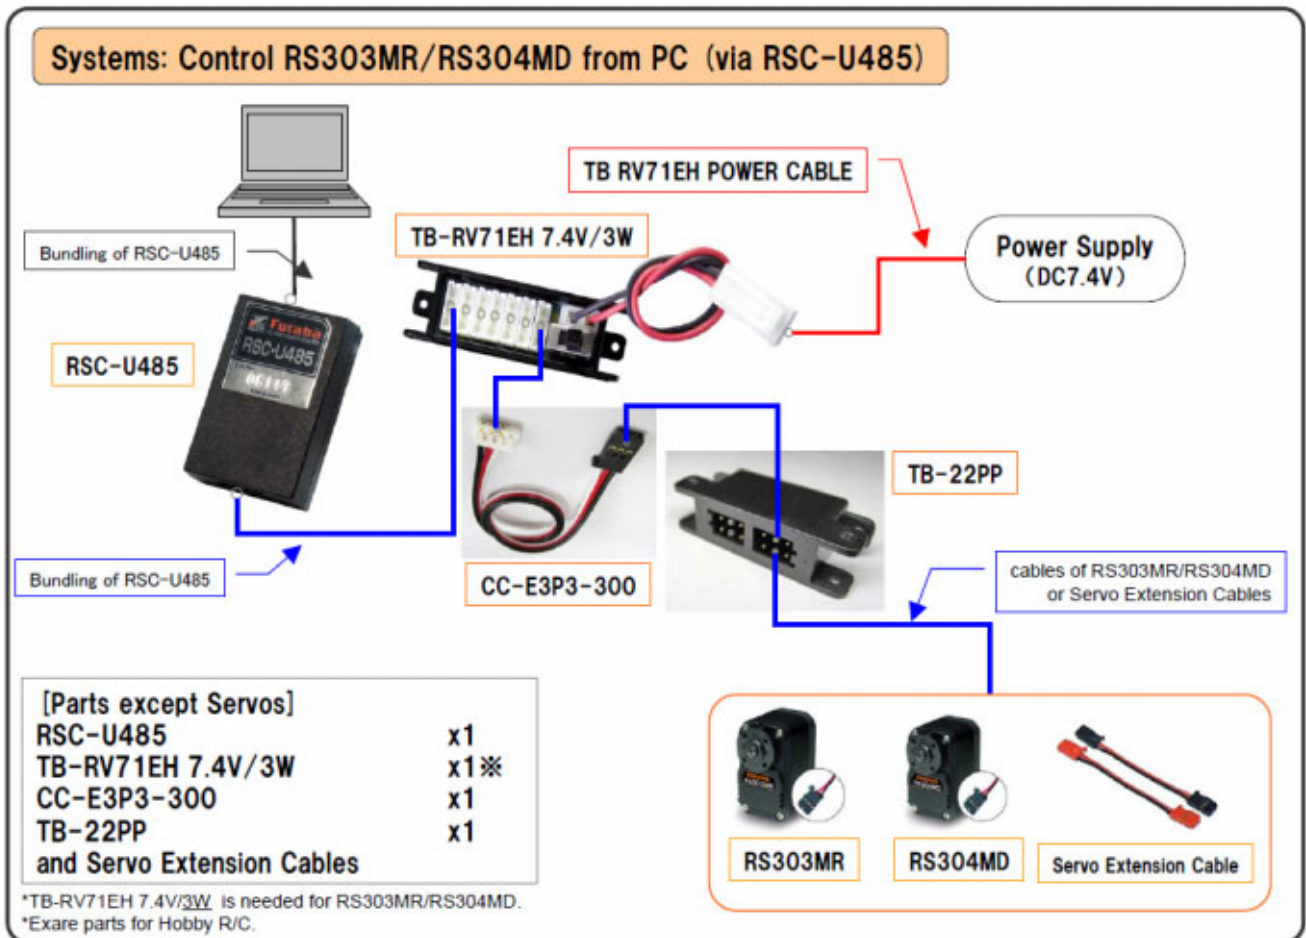 Systems: Control RS303MR/RS304MD from PC (via RSC-U485)
TB RV71EH POWER CABLE
TB-RV71EH 7.4V/3W
Power Supply
(DC7.4V)
Bundling of RSC-U485
Futaba
RSC-U485
RSC-U485
TB-22PP
Bundling of RSC-U485
CC-E3P3-300
cables of RS303MR/RS304MD
or Servo Extension Cables
[Parts except Servos]
RSC-U485 x1
TB-RV71EH 7.4V/3W x1※
CC-E3P3-300 x1
TB-22PP x1
and Servo Extension Cables
RS303MR
RS304MD
Servo Extension Cable
*TB-RV71EH 7.4V/3W is needed for RS303MR/RS304MD.
*Exare parts for Hobby R/C.